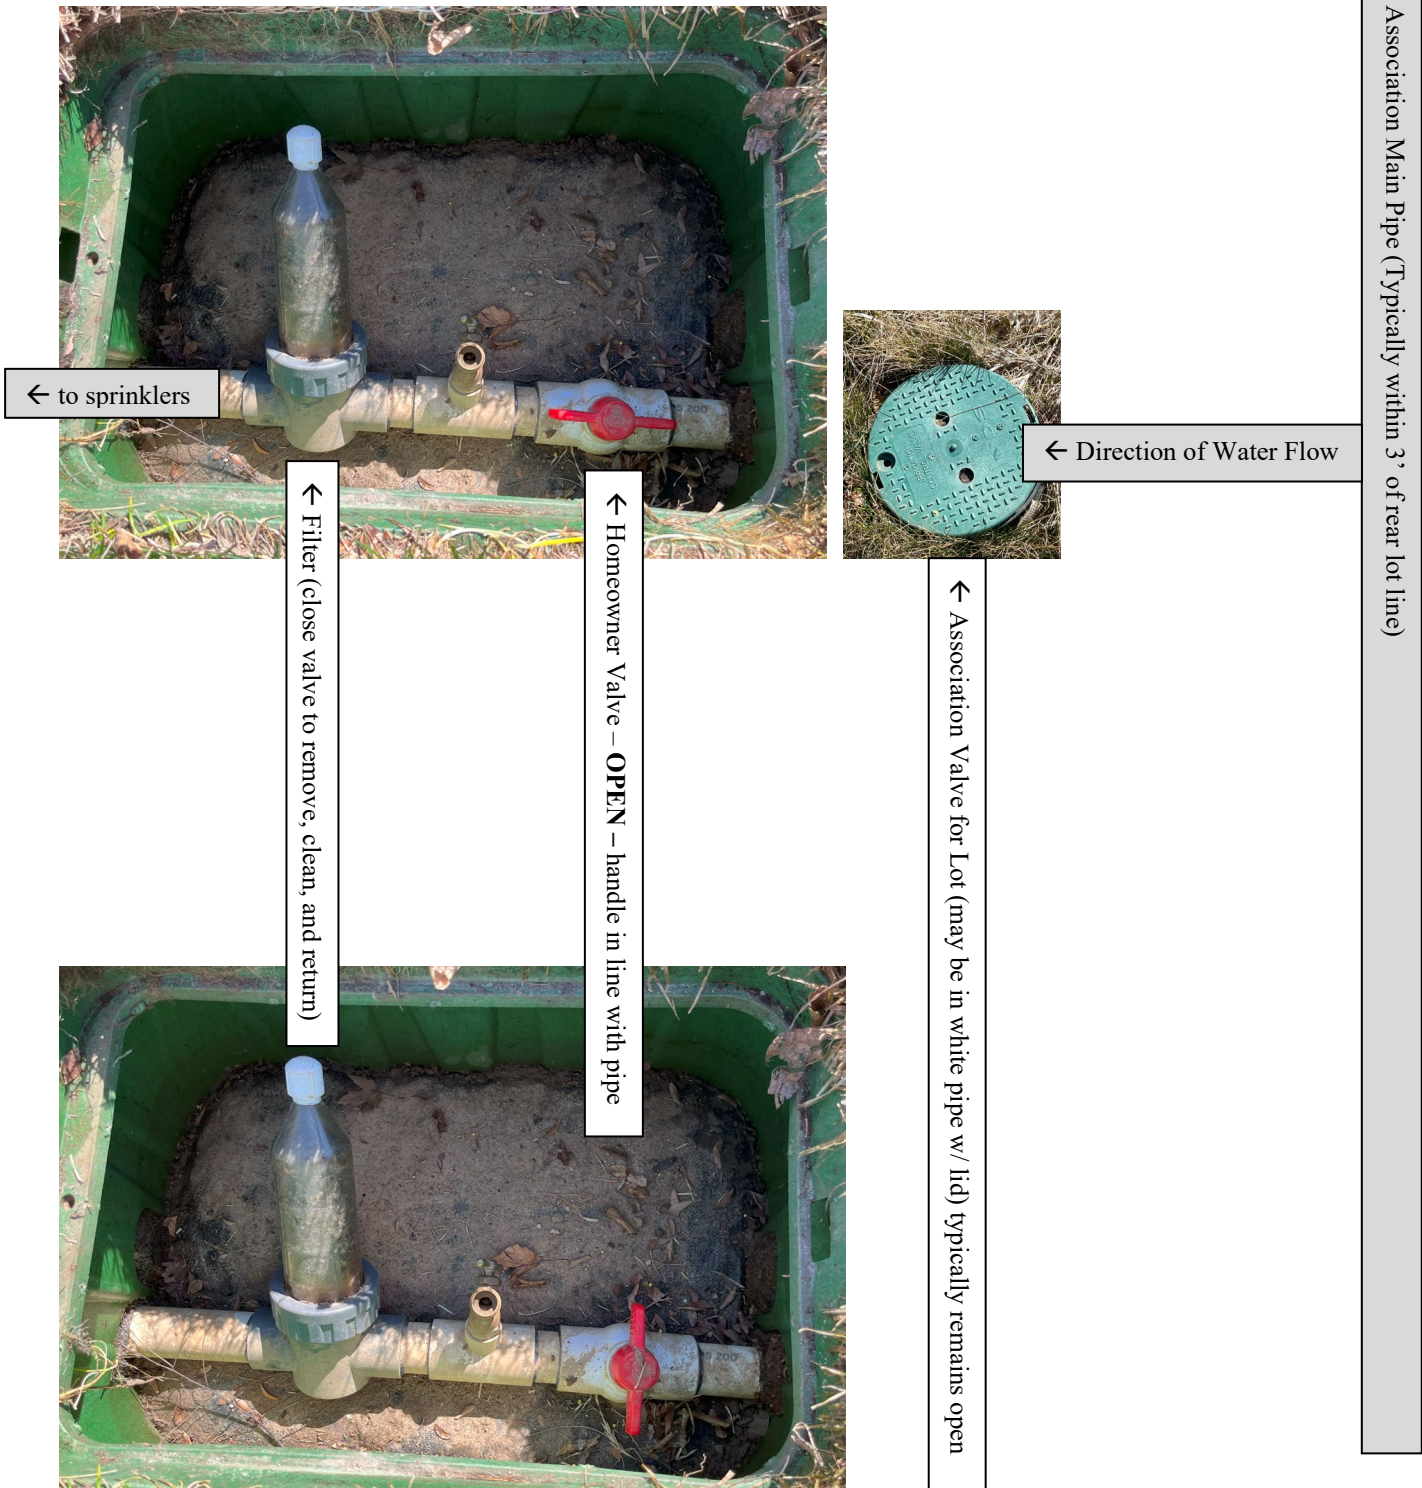 Association Main Pipe (Typically within 3’ of rear lot line)
← to sprinklers
← Direction of Water Flow
← Filter (close valve to remove, clean, and return)
← Homeowner Valve – OPEN – handle in line with pipe
← Association Valve for Lot (may be in white pipe w/ lid) typically remains open
200
200